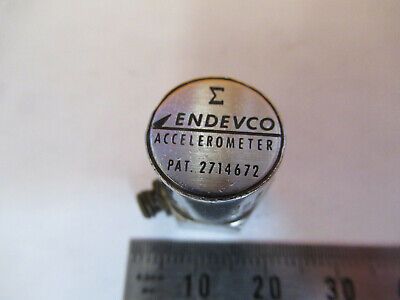 Σ
ENDEVCO
ACCELEROMETER
PAT. 2714672
10 20 30